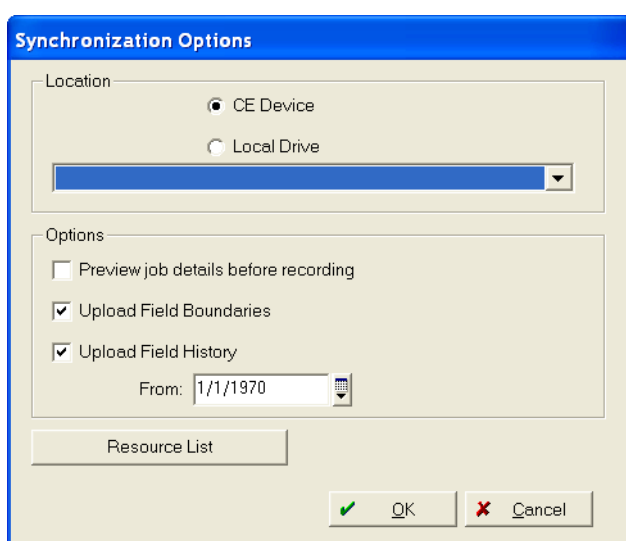 Synchronization Options
Location
CE Device
Local Drive
Options
Preview job details before recording
Upload Field Boundaries
Upload Field History
From: 1/1/1970
Resource List
OK Cancel